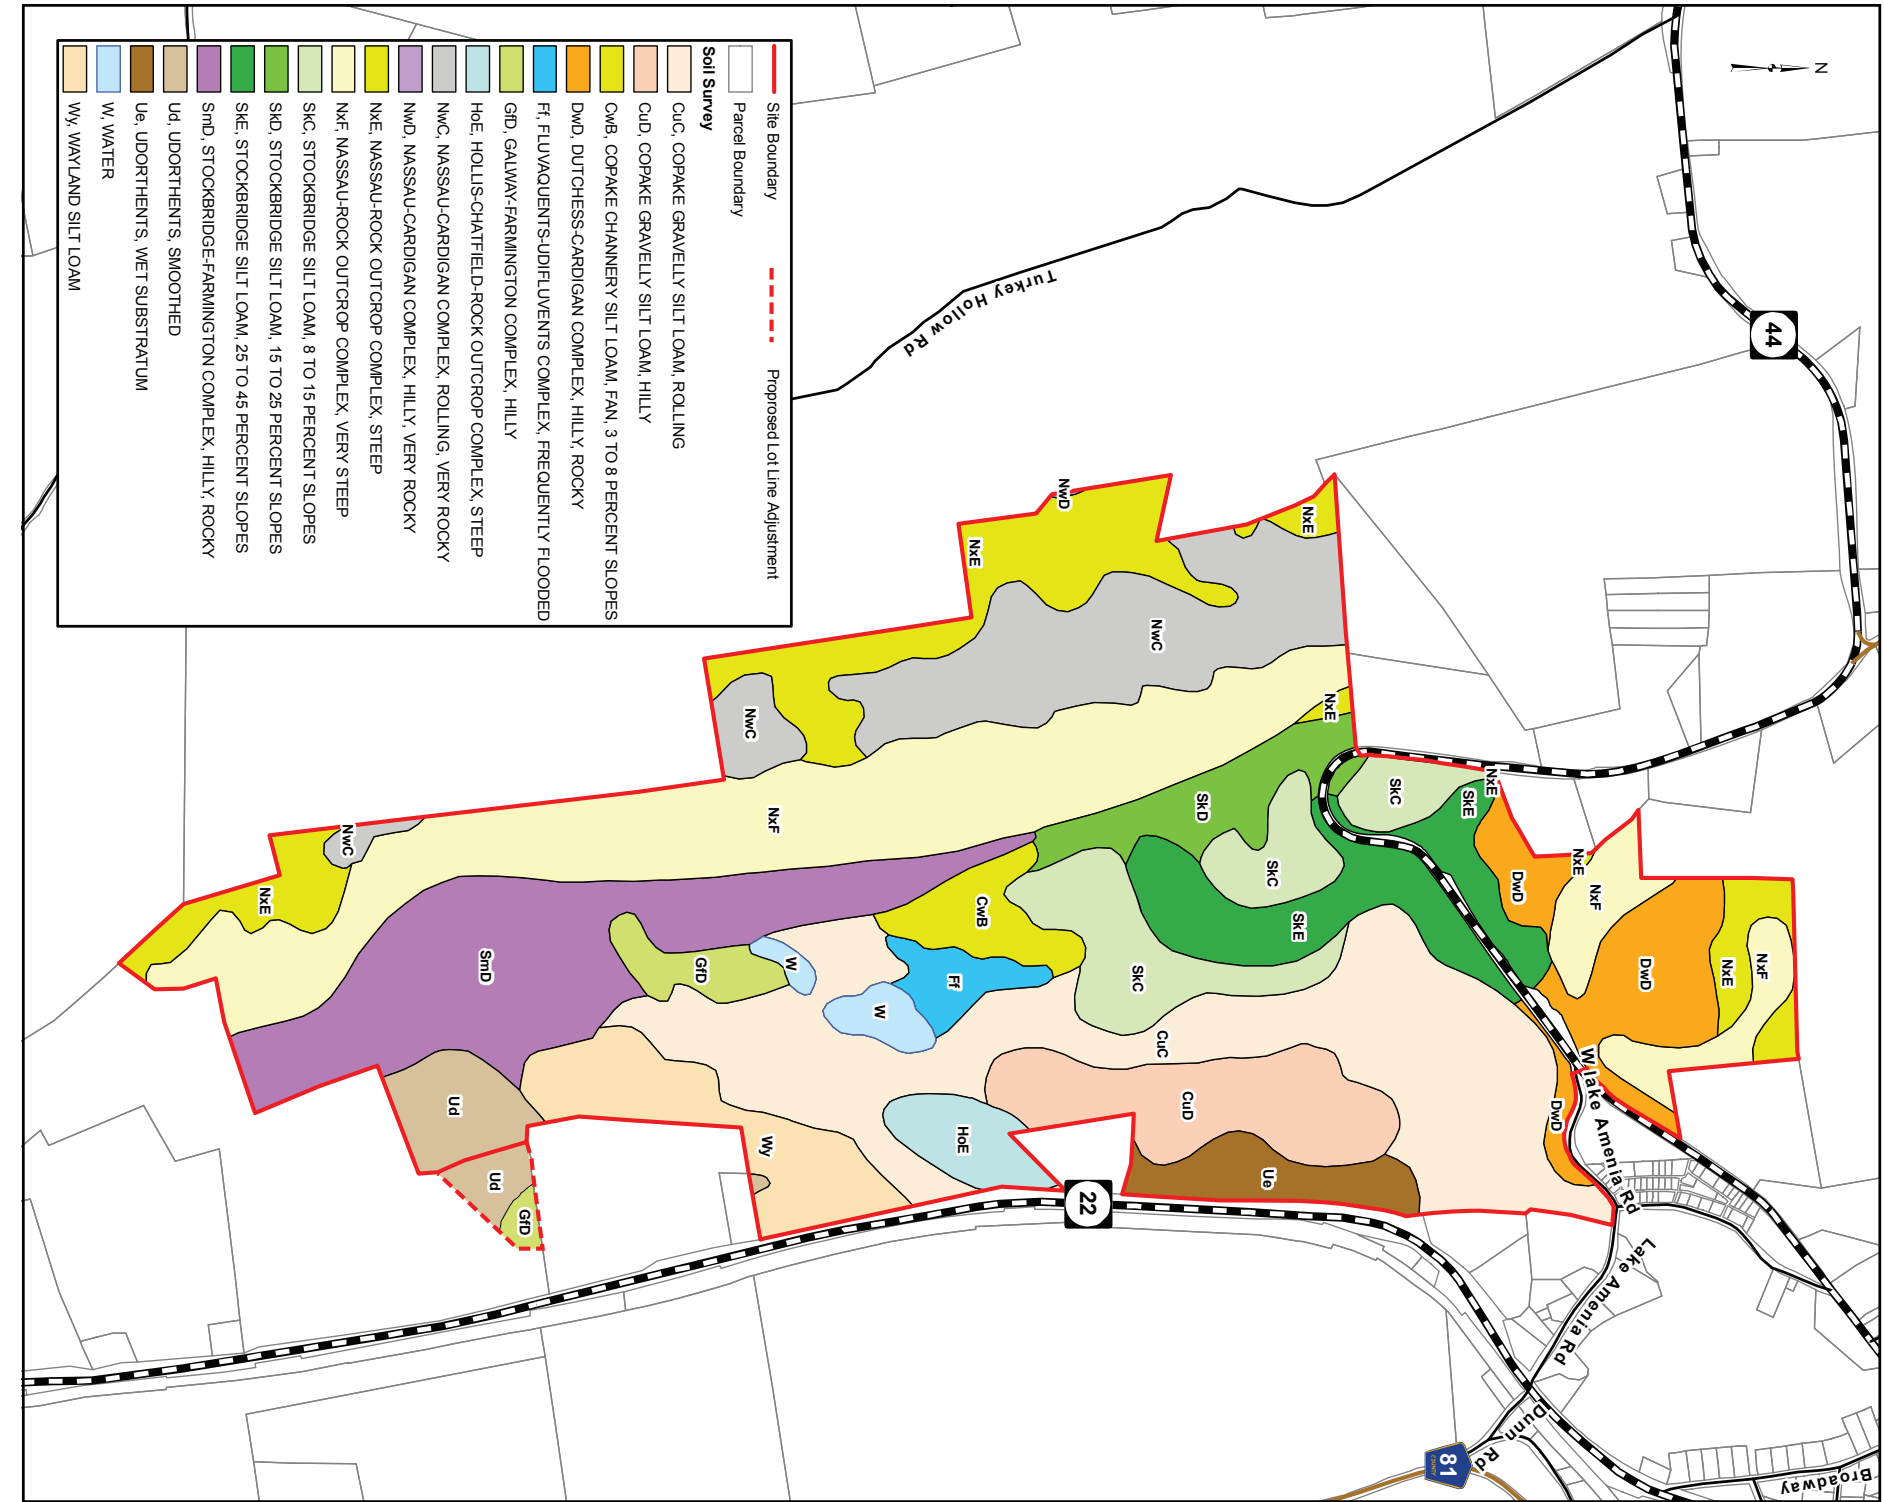 N
Site Boundary
Proprosed Lot Line Adjustment
Parcel Boundary
Soil Survey
CuC, COPAKE GRAVELLY SILT LOAM, ROLLING
CuD, COPAKE GRAVELLY SILT LOAM, HILLY
CwB, COPAKE CHANNERY SILT LOAM, FAN, 3 TO 8 PERCENT SLOPES
DwD, DUTCHESS-CARDIGAN COMPLEX, HILLY, ROCKY
Ff, FLUVAQUENTS-UDIFLUVENTS COMPLEX, FREQUENTLY FLOODED
GfD, GALWAY-FARMINGTON COMPLEX, HILLY
HoE, HOLLIS-CHATFIELD-ROCK OUTCROP COMPLEX, STEEP
NwC, NASSAU-CARDIGAN COMPLEX, ROLLING, VERY ROCKY
NwD, NASSAU-CARDIGAN COMPLEX, HILLY, VERY ROCKY
NxE, NASSAU-ROCK OUTCROP COMPLEX, STEEP
NxF, NASSAU-ROCK OUTCROP COMPLEX, VERY STEEP
SkC, STOCKBRIDGE SILT LOAM, 8 TO 15 PERCENT SLOPES
SkD, STOCKBRIDGE SILT LOAM, 15 TO 25 PERCENT SLOPES
SkE, STOCKBRIDGE SILT LOAM, 25 TO 45 PERCENT SLOPES
SmD, STOCKBRIDGE-FARMINGTON COMPLEX, HILLY, ROCKY
Ud, UDORTHENTS, SMOOTHED
Ue, UDORTHENTS, WET SUBSTRATUM
W, WATER
Wy, WAYLAND SILT LOAM
44
Turkey Hollow Rd
NwD
NxE
NxE
NwC
NwC
NxE
NxF
NwC
NxE
SkC
NxE
SkE
DwD
NxE
NxF
DwD
NxE
NxF
SkD
SkC
SkE
CwB
SkC
Ff
W
W
GfD
SmD
CuC
CuD
HoE
Ue
DwD
Wy
Ud
Ud
GfD
22
W lake Amenia Rd
Lake Amenia Rd
Dunn Rd
81
COUNTY
Broadway